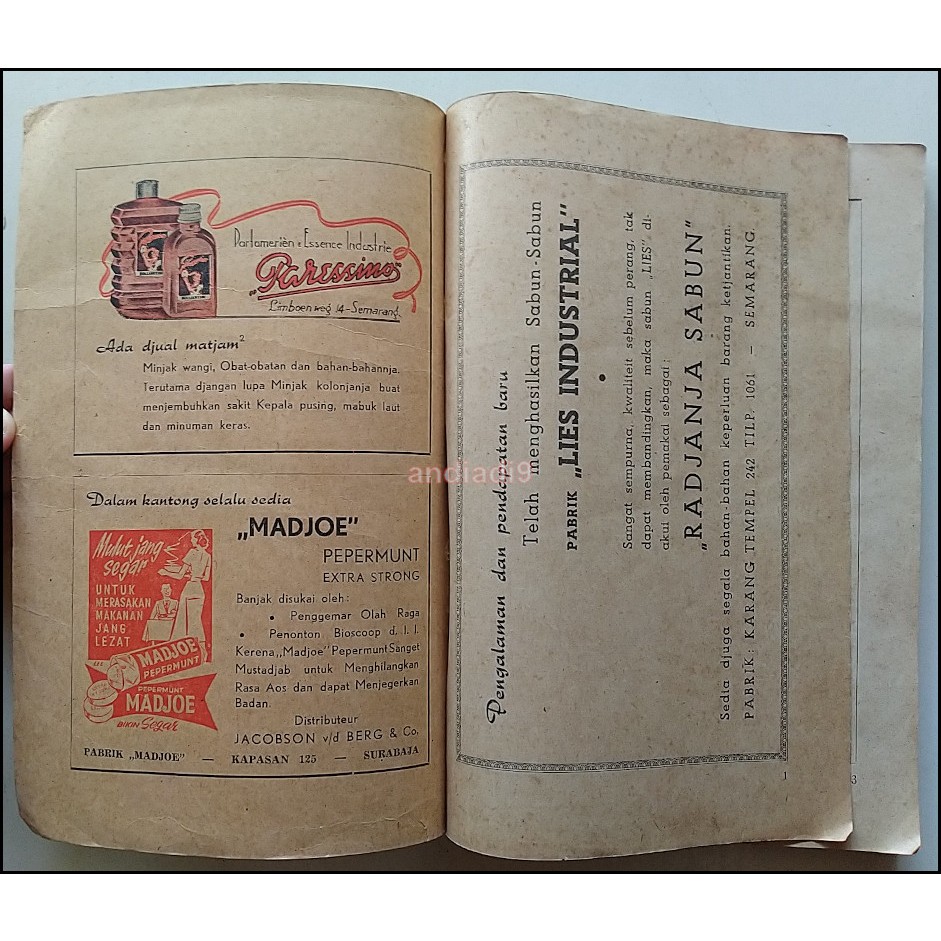 Parfumeriën & Essence Industrie
„Paressino"
Limboenweg 14 - Semarang.
Ada djual matjam²
Minjak wangi, Obat-obatan dan bahan-bahannja.
Terutama djangan lupa Minjak kolonjanja buat
menjembuhkan sakit Kepala pusing, mabuk laut
dan minuman keras.
Dalam kantong selalu sedia
Mulut jang
segar
UNTUK
MERASAKAN
MAKANAN
JANG
LEZAT
MADJOE
PEPERMUNT
PEPERMUNT
MADJOE
BIKIN Segar
„MADJOE"
PEPERMUNT
EXTRA STRONG
Banjak disukai oleh :
• Penggemar Olah Raga
• Penonton Bioscoop d. l. l.
Kerena „Madjoe" Pepermunt Sanget
Mustadjab untuk Menghilangkan
Rasa Aos dan dapat Menjegerkan
Badan.
Distributeur
JACOBSON v/d BERG & Co.
PABRIK „MADJOE" — KAPASAN 125 — SURABAJA
Pengalaman dan pendapatan baru
Telah menghasilkan Sabun-Sabun
PABRIK „LIES INDUSTRIAL"
•
Sangat sempurna, kwaliteit sebelum perang, tak
dapat membandingkan, maka sabun „LIES" di-
akui oleh pemakai sebagai :
„RADJANJA SABUN"
Sedia djuga segala bahan-bahan keperluan barang ketjantikan.
PABRIK : KARANG TEMPEL 242 TILP. 1061 — SEMARANG.
1
3
andiadi9